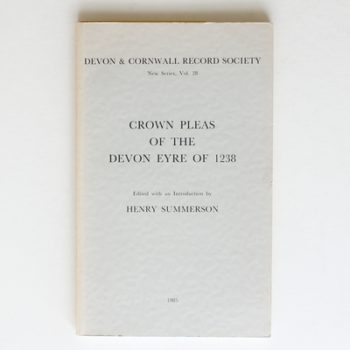 DEVON & CORNWALL RECORD SOCIETY
New Series, Vol. 28
CROWN PLEAS
OF THE
DEVON EYRE OF 1238
Edited with an Introduction by
HENRY SUMMERSON
1985